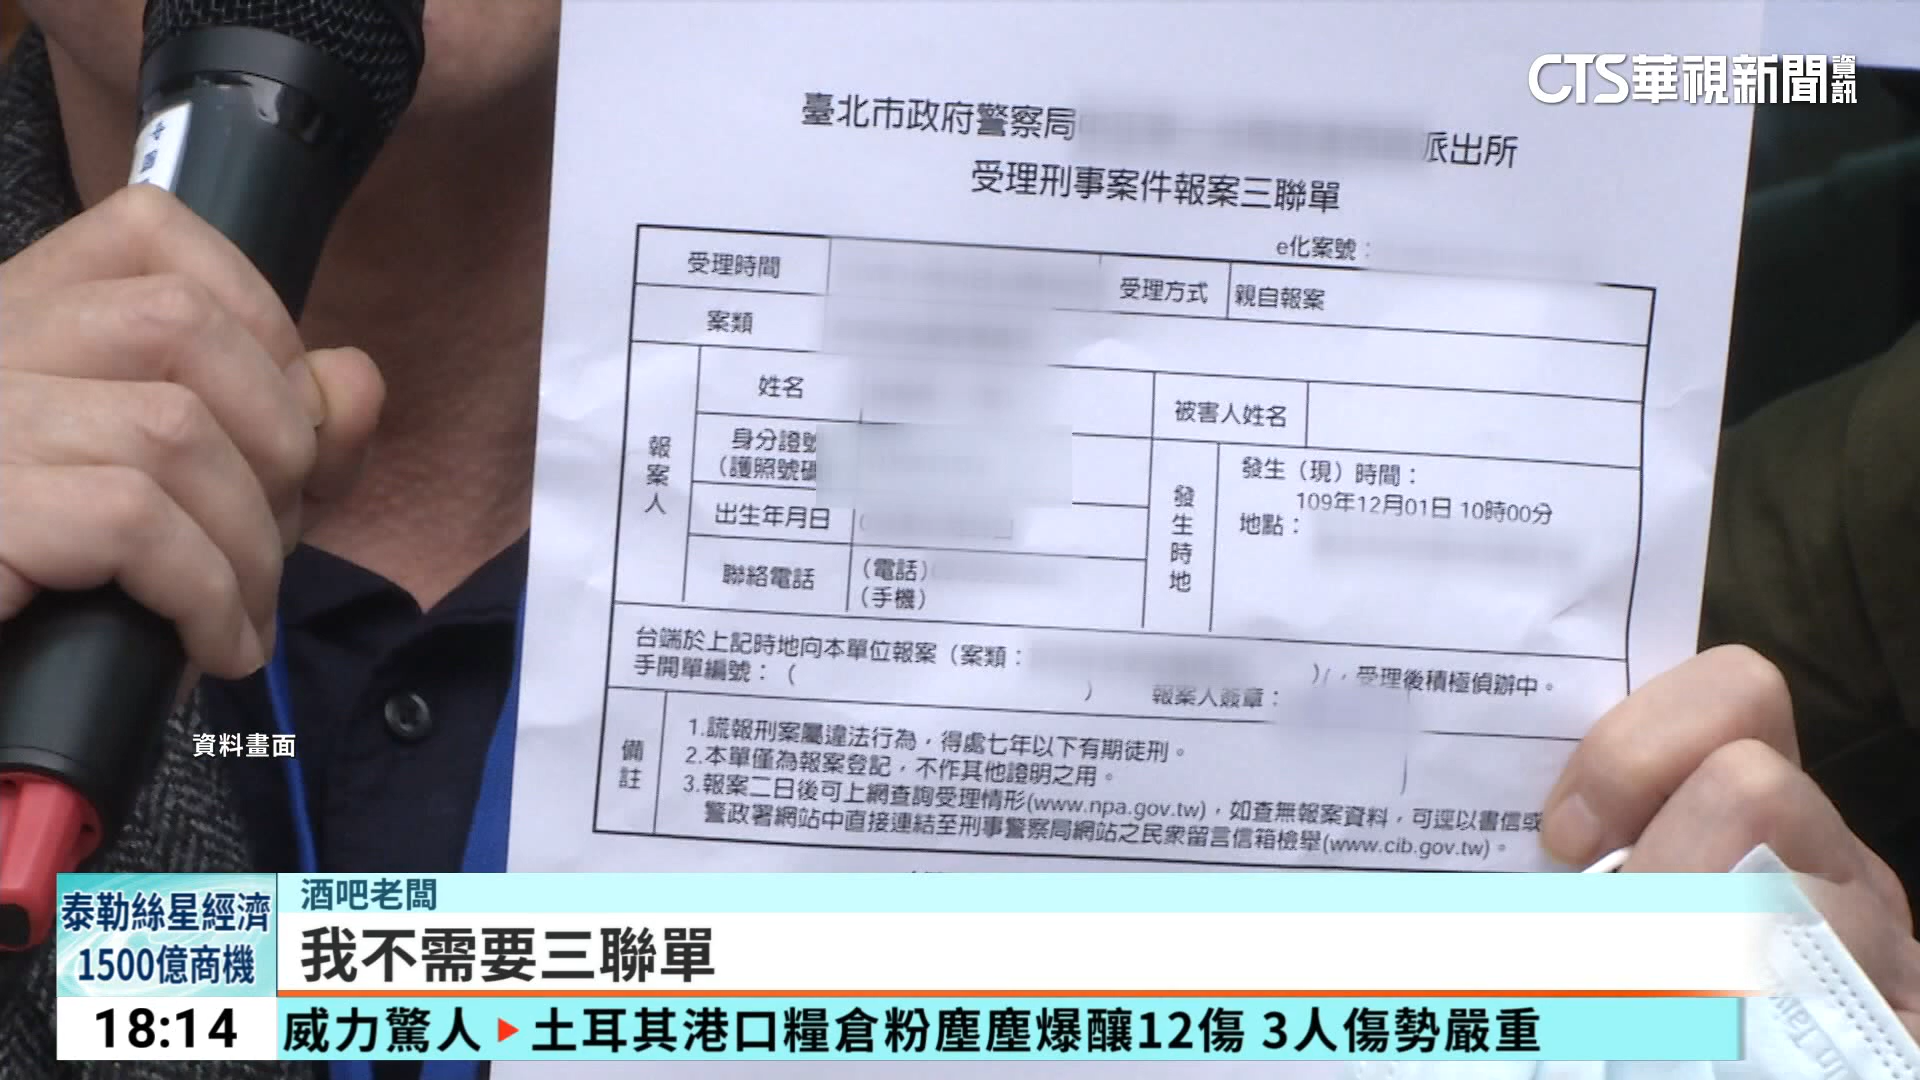 CTS華視新聞資訊
臺北市政府警察局 派出所
受理刑事案件報案三聯單
e化案號：
受理時間 受理方式 親自報案
案類
報案人
姓名 被害人姓名
身分證號
（護照號碼
出生年月日
聯絡電話 （電話）
（手機）
發生時地
發生（現）時間：
109年12月01日 10時00分
地點：
台端於上記時地向本單位報案（案類： ），受理後積極偵辦中。
手開單編號：（ ） 報案人簽章：
備註
1.謊報刑案屬違法行為，得處七年以下有期徒刑。
2.本單僅為報案登記，不作其他證明之用。
3.報案二日後可上網查詢受理情形(www.npa.gov.tw)，如查無報案資料，可逕以書信或
警政署網站中直接連結至刑事警察局網站之民眾留言信箱檢舉(www.cib.gov.tw)。
資料畫面
泰勒絲星經濟
1500億商機
酒吧老闆
我不需要三聯單
18:14
威力驚人 土耳其港口糧倉粉塵塵爆釀12傷 3人傷勢嚴重